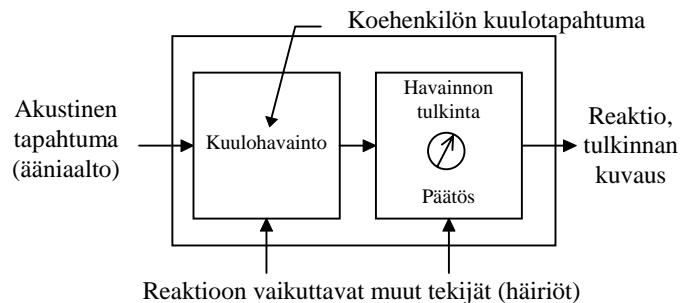 Koehenkilön kuulotapahtuma
Akustinen
tapahtuma
(ääniaalto)
Kuulohavainto
Havainnon
tulkinta
Päätös
Reaktio,
tulkinnan
kuvaus
Reaktioon vaikuttavat muut tekijät (häiriöt)